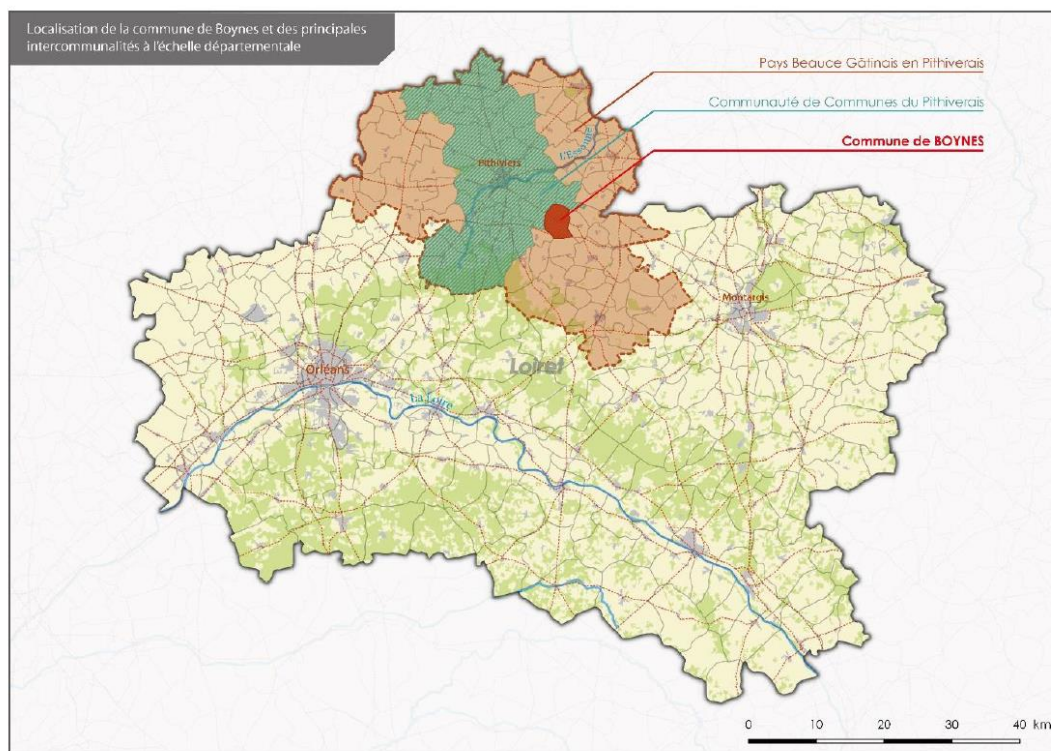 Localisation de la commune de Boynes et des principales
intercommunalités à l'échelle départementale
Pays Beauce Gâtinais en Pithiverais
Communauté de Communes du Pithiverais
Commune de BOYNES
L'Essonne
Pithiviers
Montargis
Loiret
Orléans
La Loire
0 10 20 30 40 km